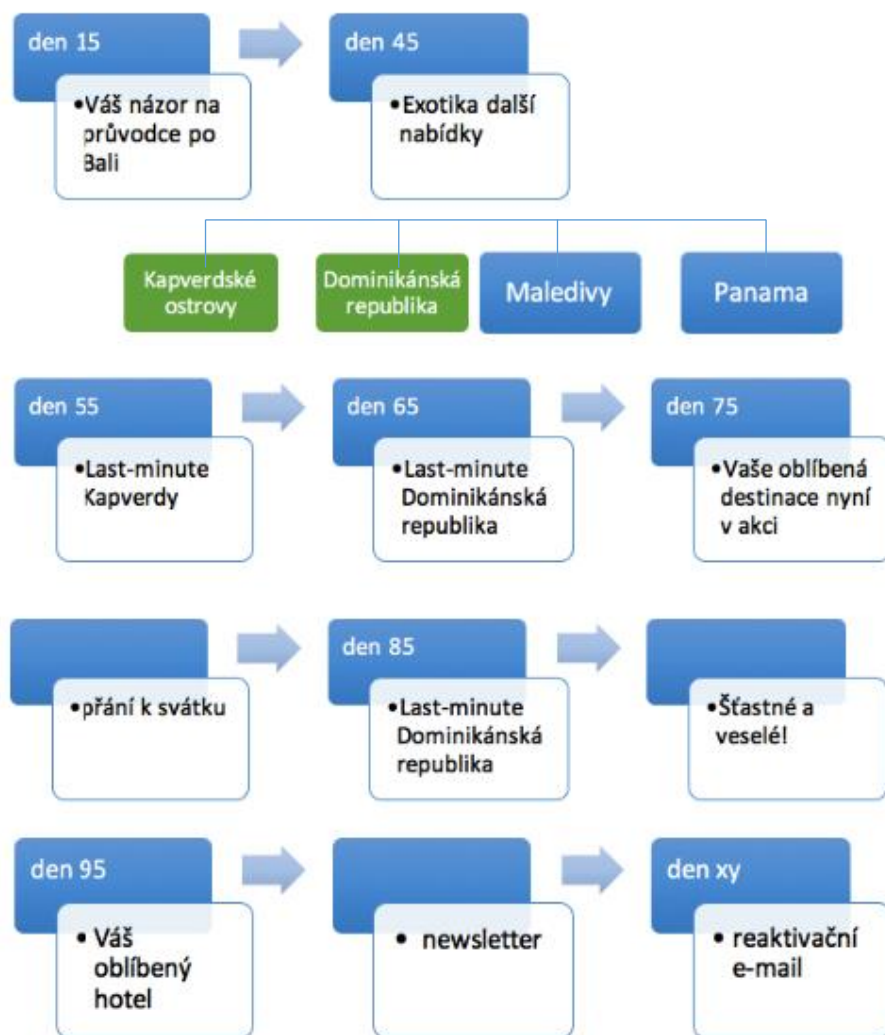 den 15
•Váš názor na
průvodce po
Bali
den 45
•Exotika další
nabídky
Kapverdské
ostrovy
Dominikánská
republika
Maledivy
Panama
den 55
•Last-minute
Kapverdy
den 65
•Last-minute
Dominikánská
republika
den 75
•Vaše oblíbená
destinace nyní
v akci
•přání k svátku
den 85
•Last-minute
Dominikánská
republika
•Šťastné a
veselé!
den 95
• Váš
oblíbený
hotel
• newsletter
den xy
• reaktivační
e-mail